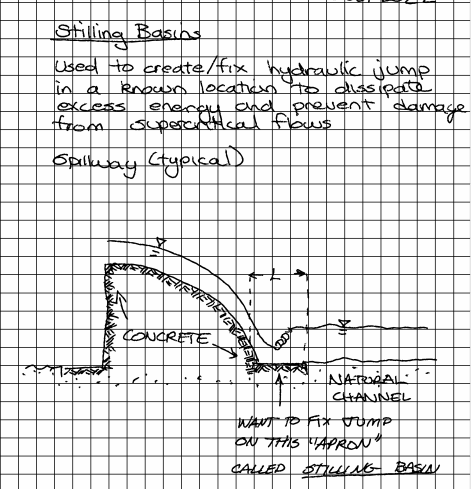 Stilling Basins
Used to create/fix hydraulic jump
in a known location to dissipate
excess energy and prevent damage
from supercritical flows
Spillway (typical)
L
CONCRETE
NATURAL
CHANNEL
WANT TO FIX JUMP
ON THIS "APRON"
CALLED STILLING BASIN